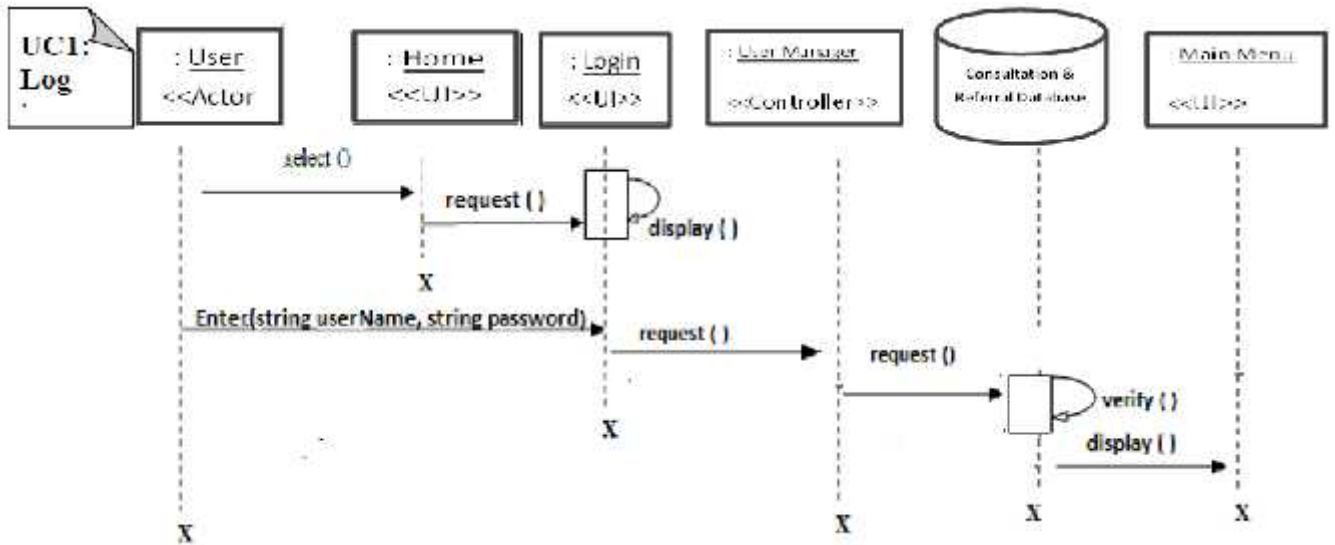 UC1:
Log
: User
<<Actor
: Home
<<UI>>
: Login
<<UI>>
: User Manager
<<Controller>>
Consultation &
Referral Database
: Main Menu
<<UI>>
select ()
request ( )
display ( )
Enter(string userName, string password)
request ( )
request ()
verify ( )
display ( )
X
X
X
X
X
X